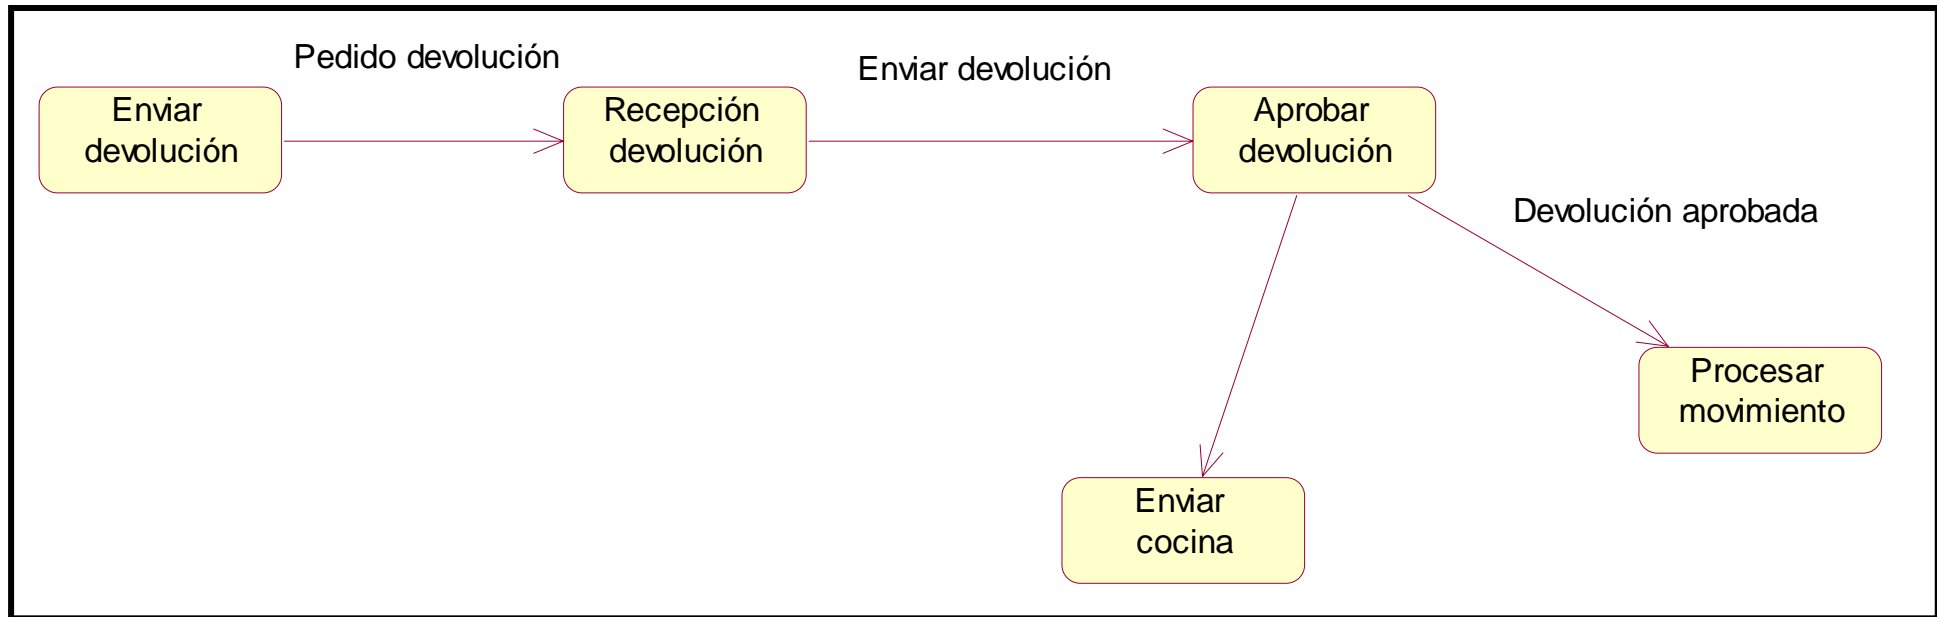 Pedido devolución
Enviar devolución
Enviar
devolución
Recepción
devolución
Aprobar
devolución
Devolución aprobada
Procesar
movimiento
Enviar
cocina